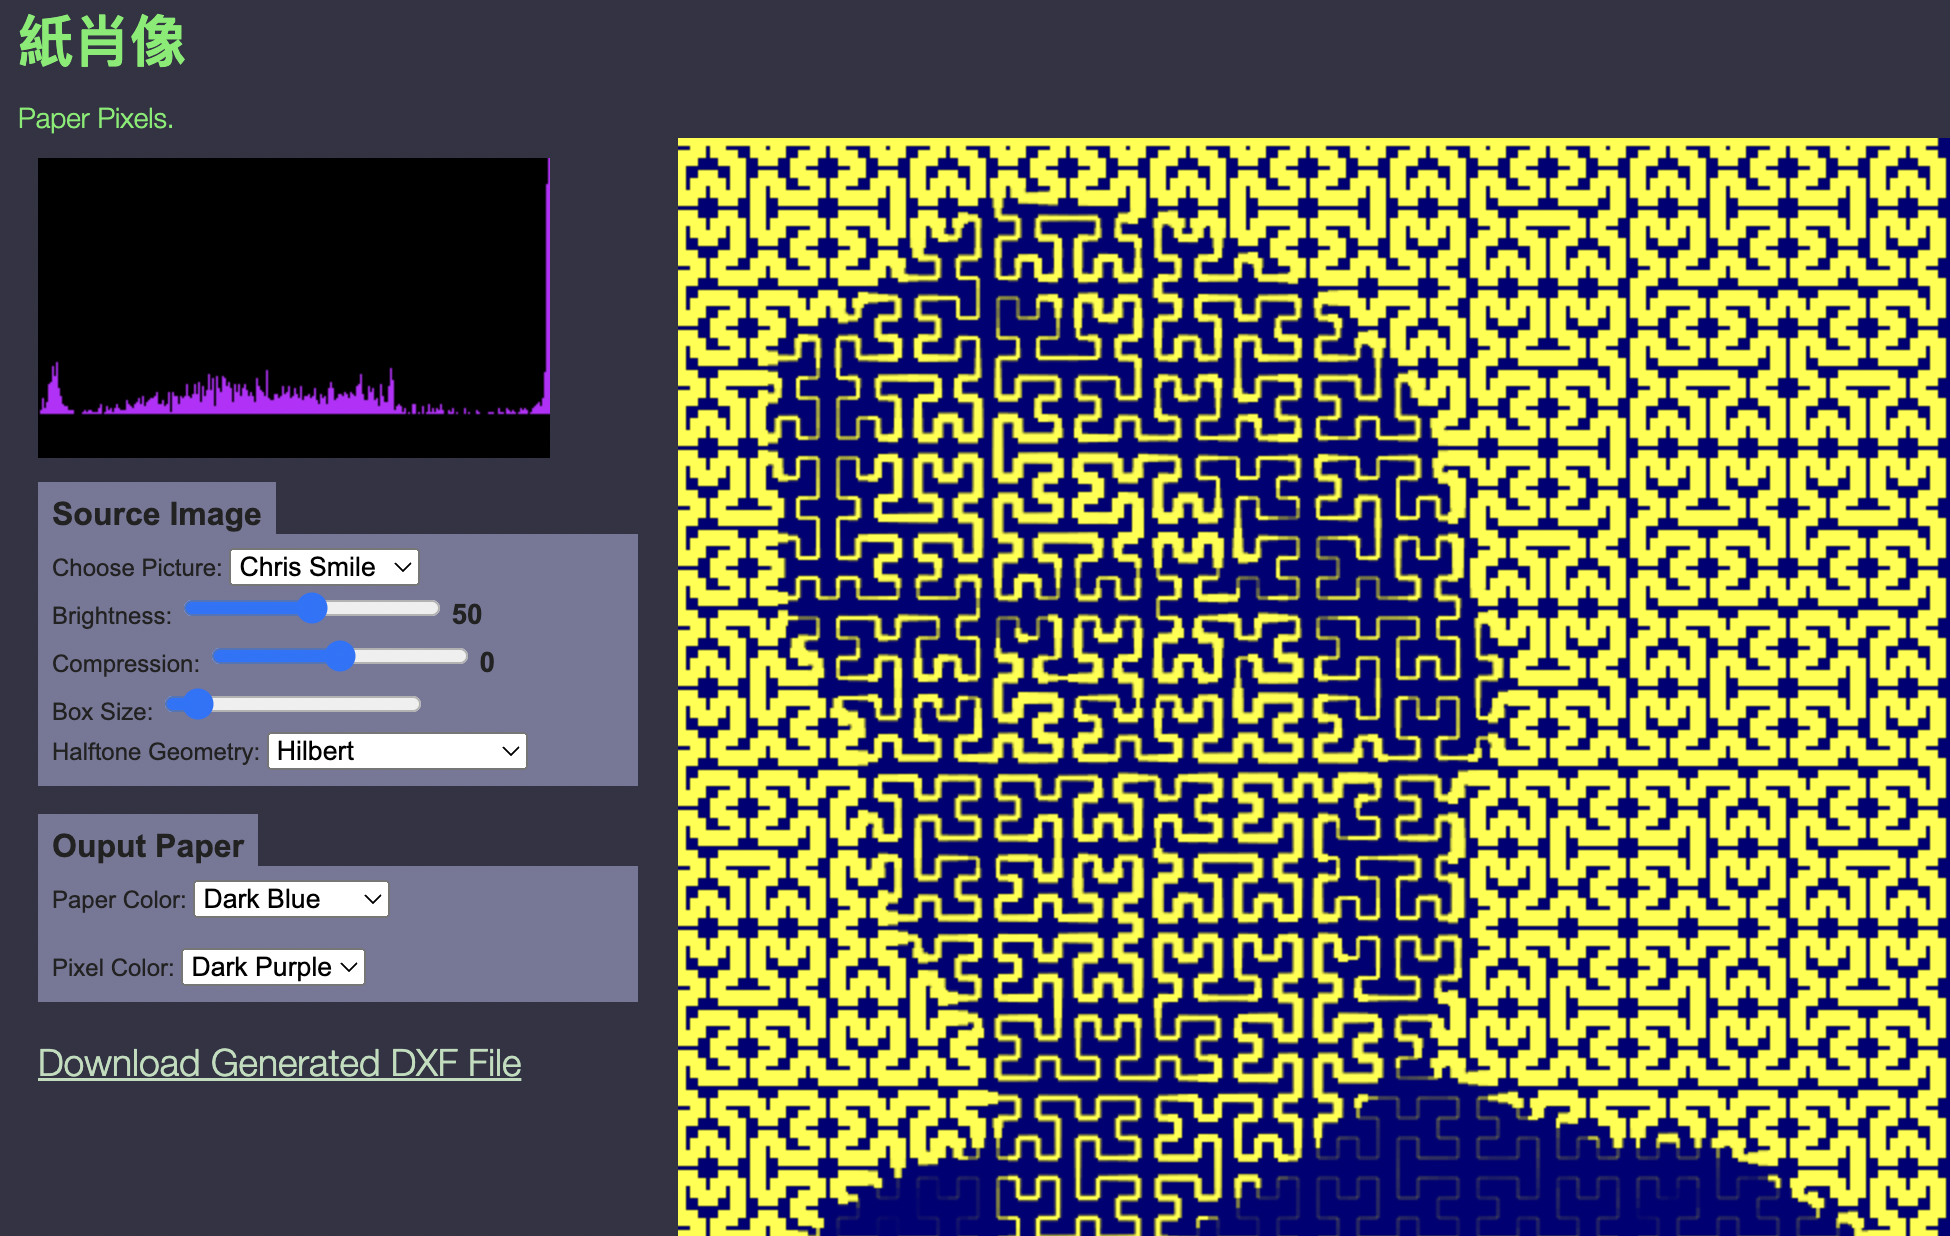 紙肖像
Paper Pixels.
Source Image
Choose Picture: Chris Smile
Brightness: 50
Compression: 0
Box Size:
Halftone Geometry: Hilbert
Ouput Paper
Paper Color: Dark Blue
Pixel Color: Dark Purple
Download Generated DXF File